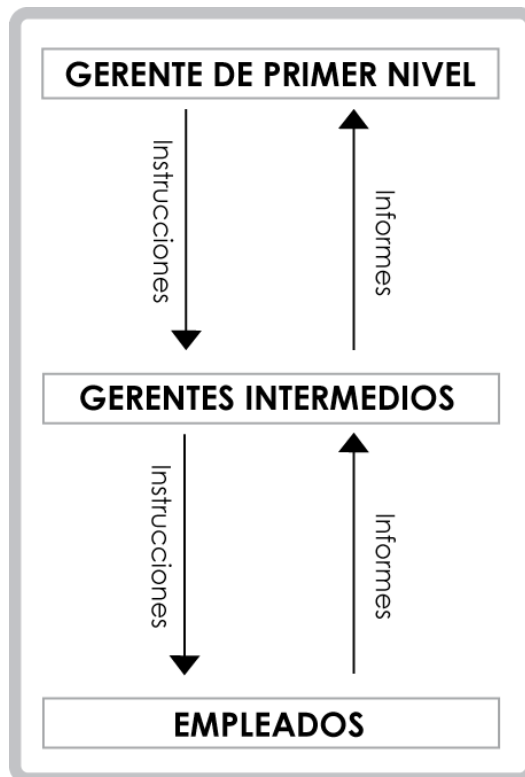 GERENTE DE PRIMER NIVEL
Instrucciones
Informes
GERENTES INTERMEDIOS
Instrucciones
Informes
EMPLEADOS